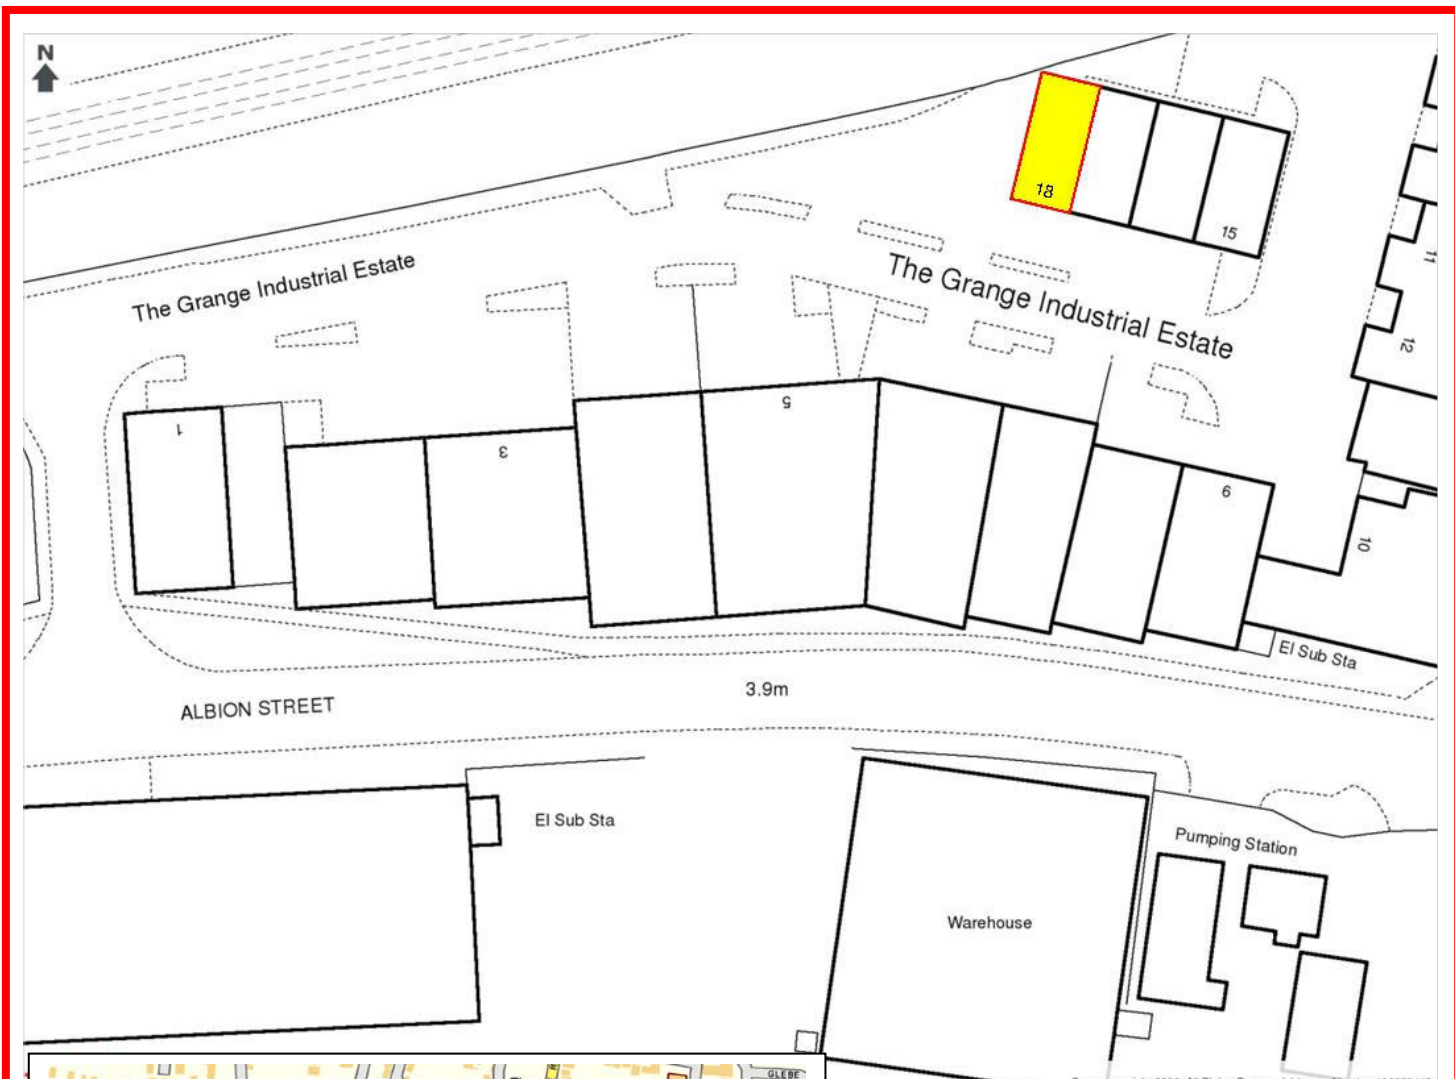 N
18
15
11
The Grange Industrial Estate
The Grange Industrial Estate
12
1
3
5
9
10
El Sub Sta
3.9m
ALBION STREET
El Sub Sta
Pumping Station
Warehouse
GLEBE